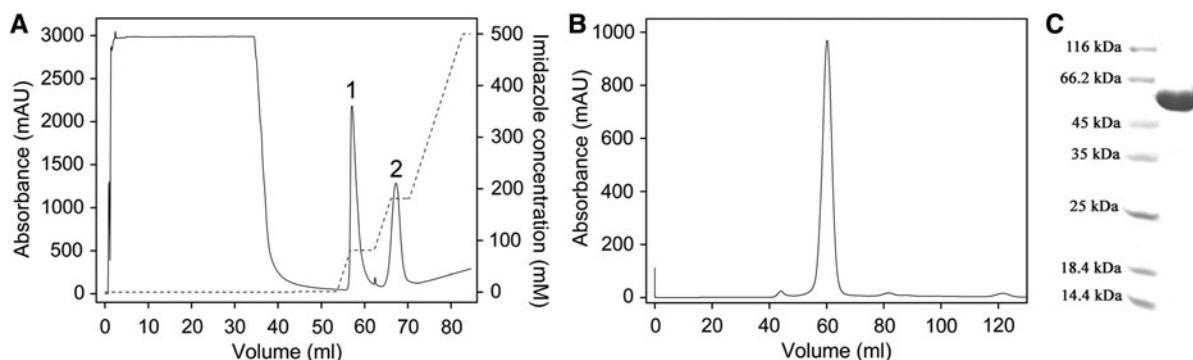 A
Absorbance (mAU)
3000
2500
2000
1500
1000
500
0
0 10 20 30 40 50 60 70 80
Volume (ml)
1
2
500
400
300
200
100
0
Imidazole concentration (mM)
B
Absorbance (mAU)
1000
800
600
400
200
0
0 20 40 60 80 100 120
Volume (ml)
C
116 kDa
66.2 kDa
45 kDa
35 kDa
25 kDa
18.4 kDa
14.4 kDa